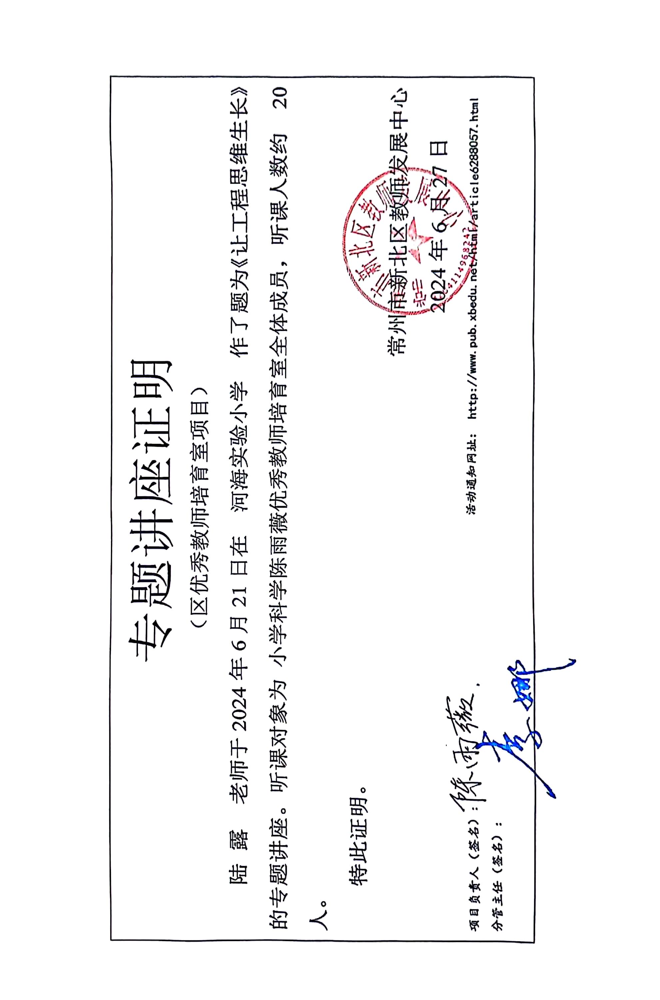 专题讲座证明
（区优秀教师培育室项目）
陆 露 老师于 2024 年 6 月 21 日在 河海实验小学 作了题为《让工程思维生长》
的专题讲座。听课对象为 小学科学陈雨薇优秀教师培育室全体成员，听课人数约 20
人。
特此证明。
常州市新北区教师发展中心
2024 年 6 月 27 日
项目负责人（签名）：陈雨薇
活动通知网址： http://www.pub.xbedu.net/html/article6288057.html
分管主任（签名）：